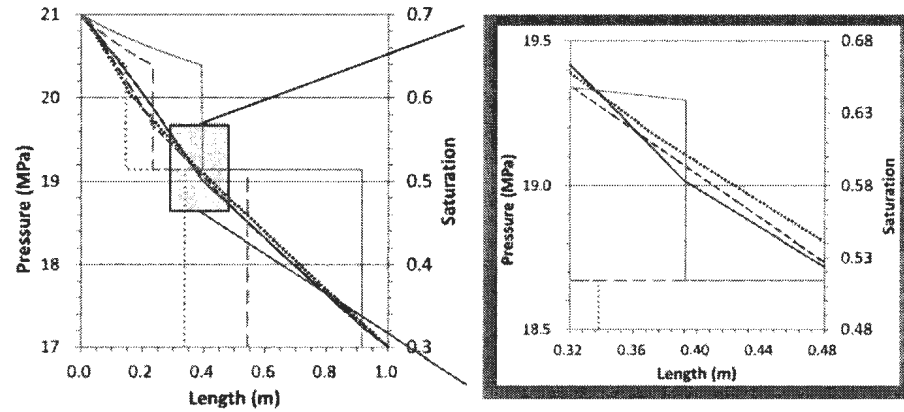 21
20
19
18
17
Pressure (MPa)
0.7
0.6
0.5
0.4
0.3
Saturation
0.0 0.2 0.4 0.6 0.8 1.0
Length (m)
19.5
19.0
18.5
Pressure (MPa)
0.68
0.63
0.58
0.53
0.48
Saturation
0.32 0.36 0.40 0.44 0.48
Length (m)